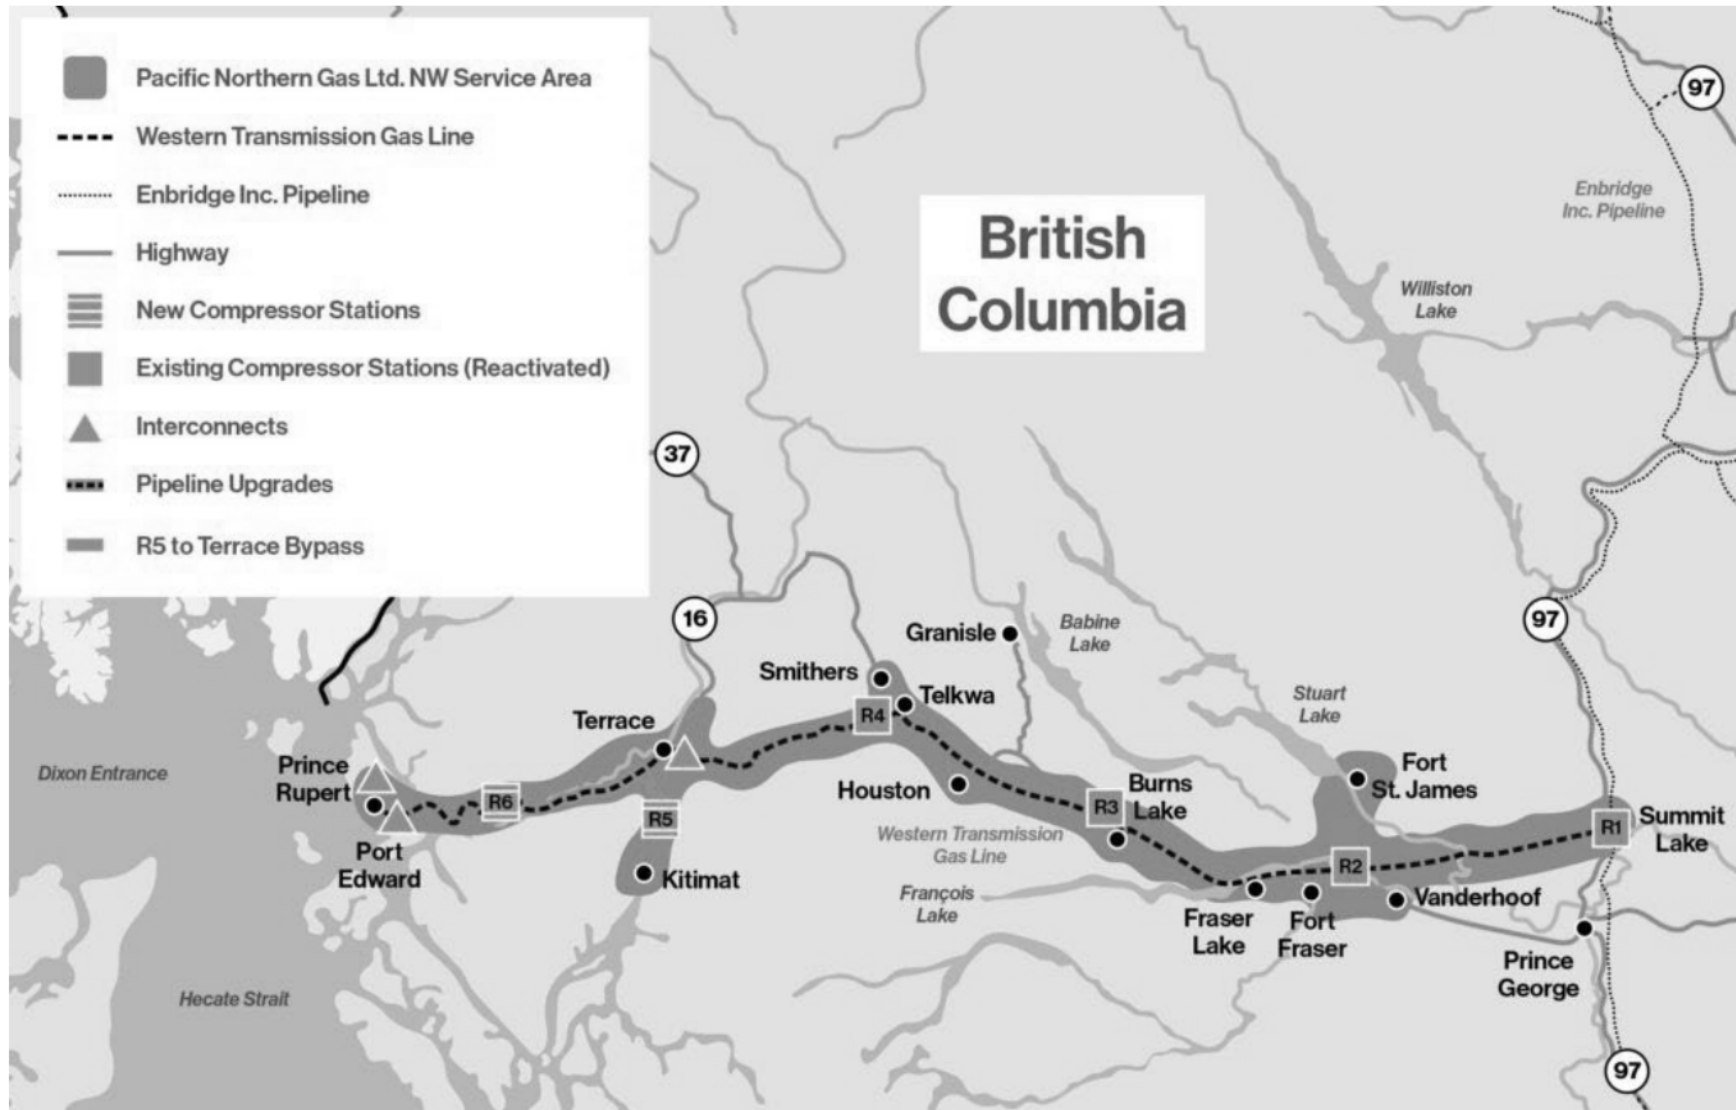 Pacific Northern Gas Ltd. NW Service Area
Western Transmission Gas Line
Enbridge Inc. Pipeline
Highway
New Compressor Stations
Existing Compressor Stations (Reactivated)
Interconnects
Pipeline Upgrades
R5 to Terrace Bypass
British
Columbia
97
Enbridge
Inc. Pipeline
Williston
Lake
37
16
97
Granisle
Babine
Lake
Smithers
Telkwa
R4
Stuart
Lake
Terrace
Dixon Entrance
Prince
Rupert
R6
R5
Houston
R3
Burns
Lake
Fort
St. James
R1
Summit
Lake
Western Transmission
Gas Line
Port
Edward
Kitimat
R2
François
Lake
Vanderhoof
Fraser
Lake
Fort
Fraser
Prince
George
Hecate Strait
97